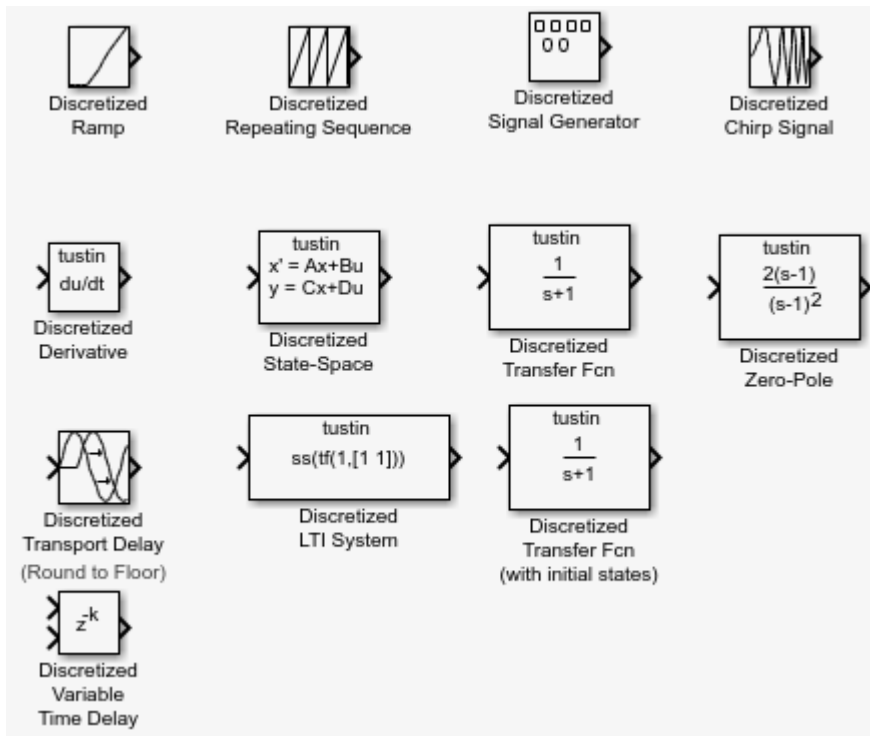 Discretized
Ramp
Discretized
Repeating Sequence
Discretized
Signal Generator
Discretized
Chirp Signal
tustin
du/dt
Discretized
Derivative
tustin
x' = Ax+Bu
y = Cx+Du
Discretized
State-Space
tustin
1
s+1
Discretized
Transfer Fcn
tustin
2(s-1)
(s-1)2
Discretized
Zero-Pole
Discretized
Transport Delay
(Round to Floor)
tustin
ss(tf(1,[1 1]))
Discretized
LTI System
tustin
1
s+1
Discretized
Transfer Fcn
(with initial states)
z-k
Discretized
Variable
Time Delay